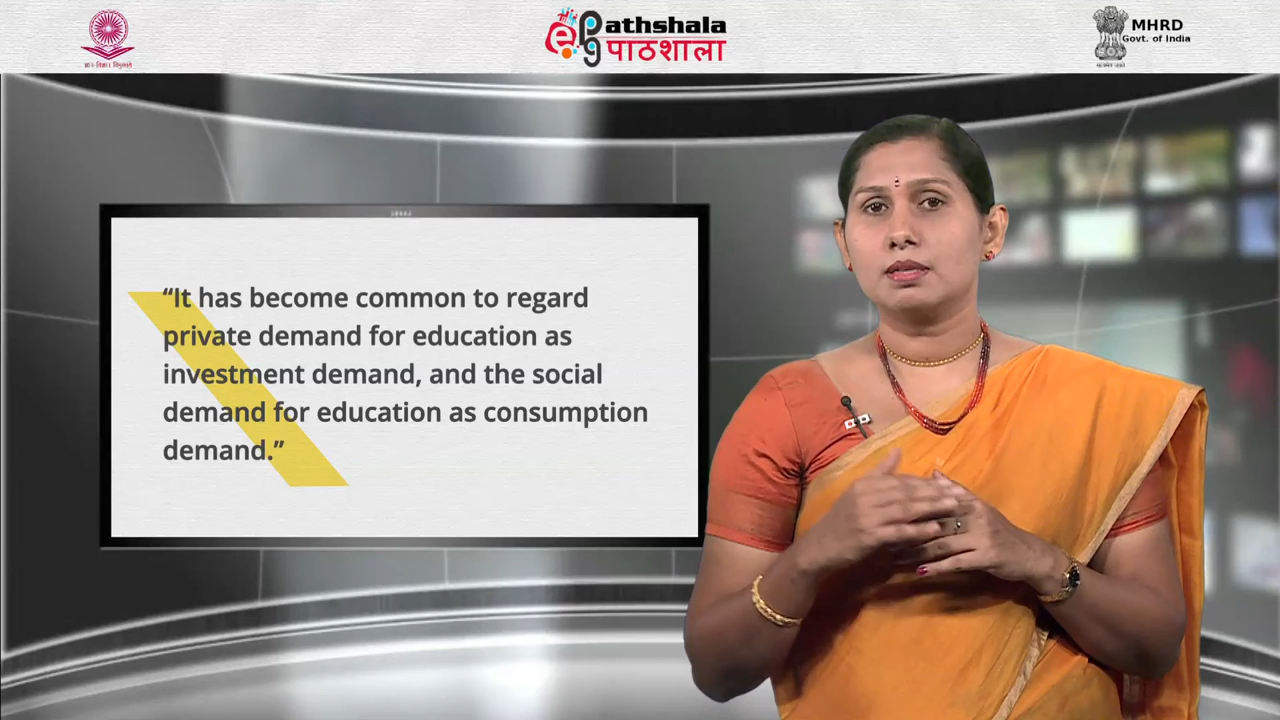 Pathshala
पाठशाला
MHRD
Govt. of India
“It has become common to regard
private demand for education as
investment demand, and the social
demand for education as consumption
demand.”